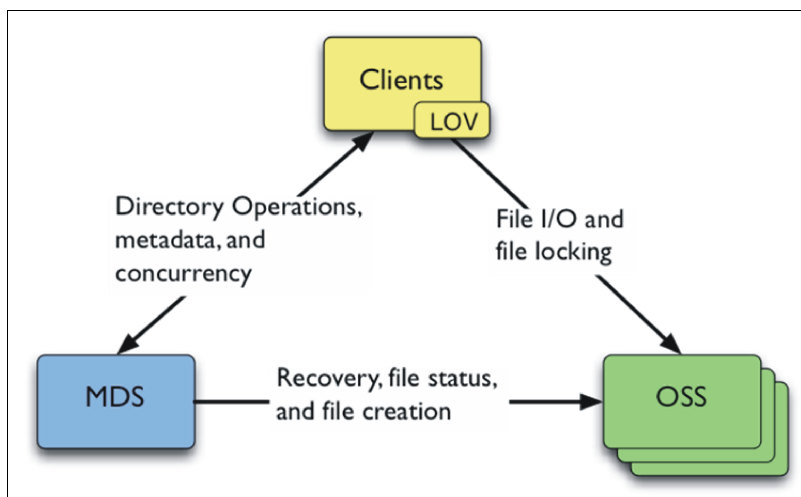 Clients
LOV
Directory Operations,
metadata, and
concurrency
File I/O and
file locking
MDS
Recovery, file status,
and file creation
OSS